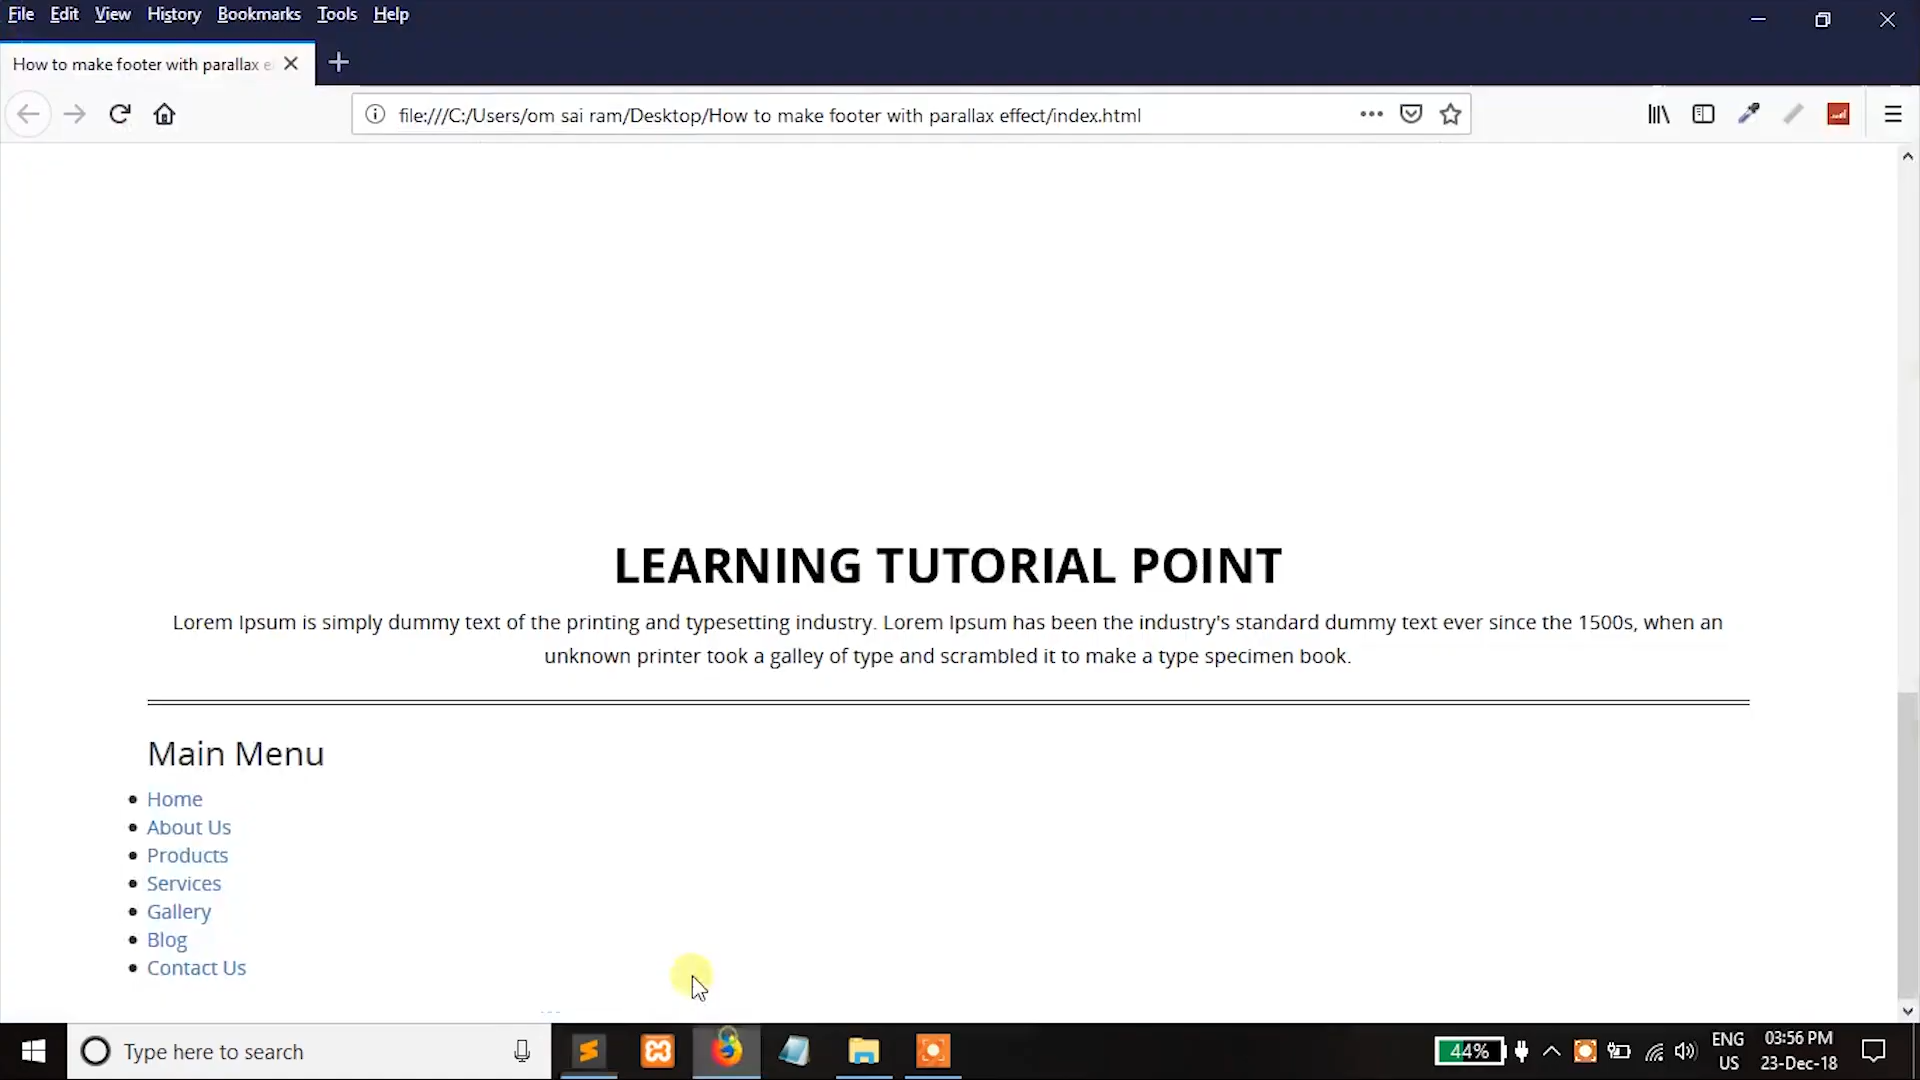 File Edit View History Bookmarks Tools Help
How to make footer with parallax e
file:///C:/Users/om sai ram/Desktop/How to make footer with parallax effect/index.html
LEARNING TUTORIAL POINT
Lorem Ipsum is simply dummy text of the printing and typesetting industry. Lorem Ipsum has been the industry's standard dummy text ever since the 1500s, when an
unknown printer took a galley of type and scrambled it to make a type specimen book.
Main Menu
Home
About Us
Products
Services
Gallery
Blog
Contact Us
Type here to search
44%
ENG
US
03:56 PM
23-Dec-18